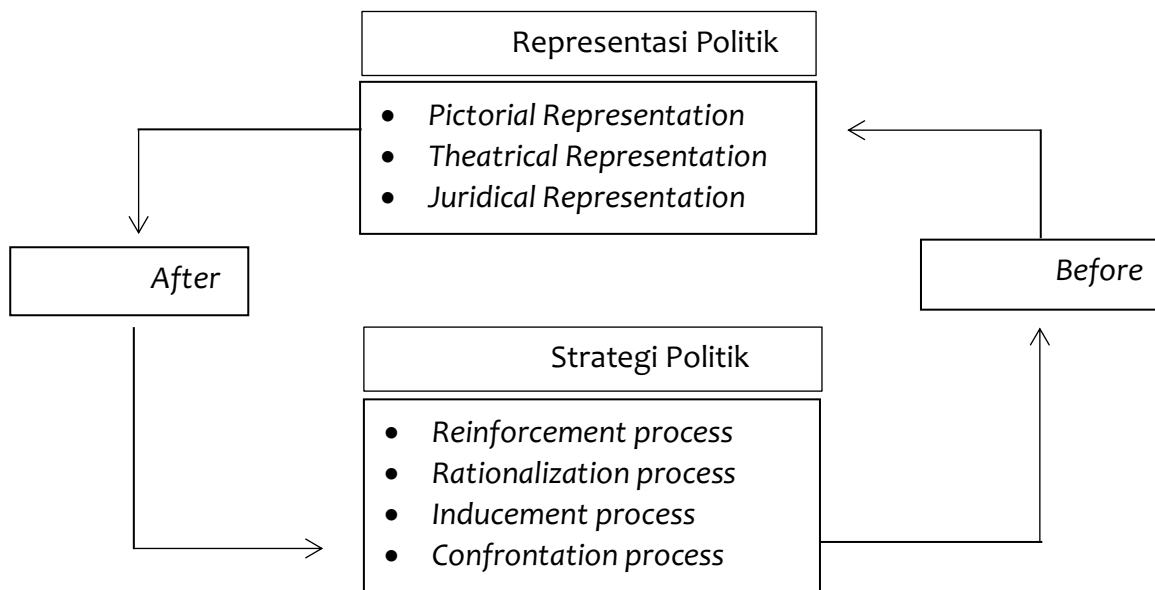 Representasi Politik
• Pictorial Representation
• Theatrical Representation
• Juridical Representation
After
Before
Strategi Politik
• Reinforcement process
• Rationalization process
• Inducement process
• Confrontation process